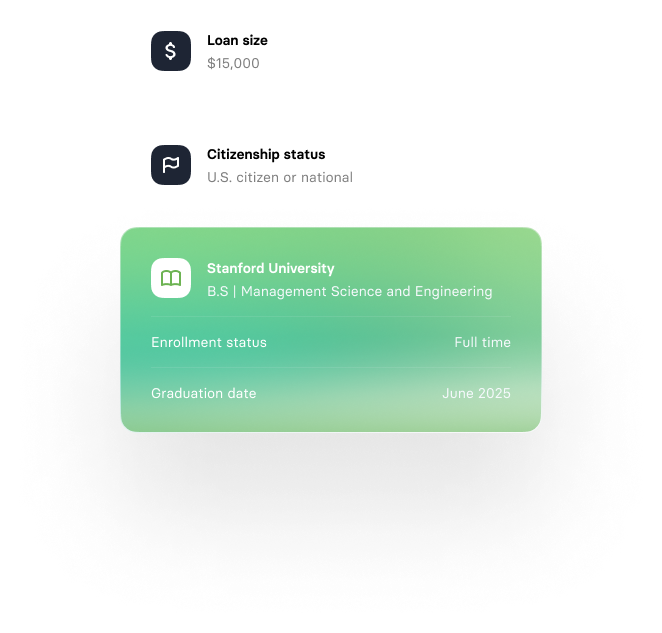 Loan size
$15,000
Citizenship status
U.S. citizen or national
Stanford University
B.S | Management Science and Engineering
Enrollment status Full time
Graduation date June 2025